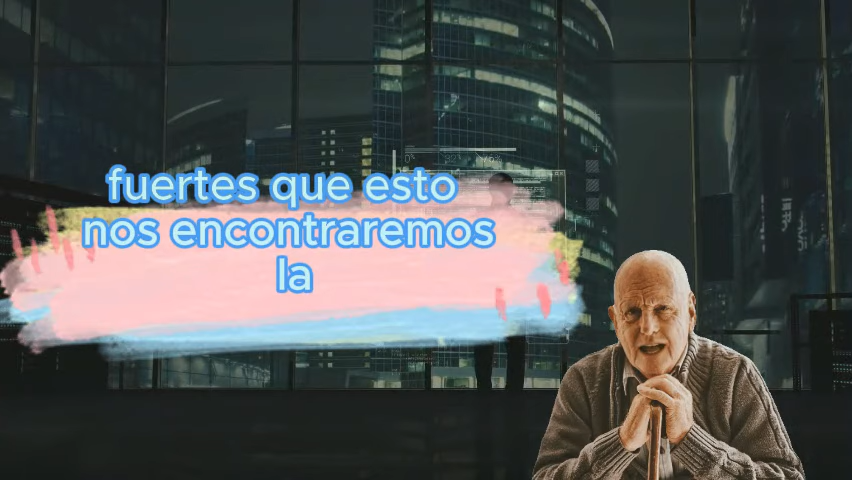 fuertes que esto
nos encontraremos
la